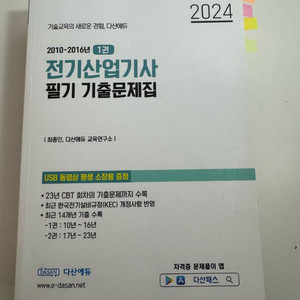 2024
기술교육의 새로운 경험, 다산에듀
2010-2016년 1권
전기산업기사
필기 기출문제집
| 최종인, 다산에듀 교육연구소 |
USB 동영상 평생 소장용 증정
• 23년 CBT 회차의 기출문제까지 수록
• 최근 한국전기설비규정(KEC) 개정사항 반영
• 최근 14개년 기출 수록
-1권 : 10년 ~ 16년
-2권 : 17년 ~ 23년
자격증 문제풀이 앱
dasan 다산에듀
다산패스
www.e-dasan.net